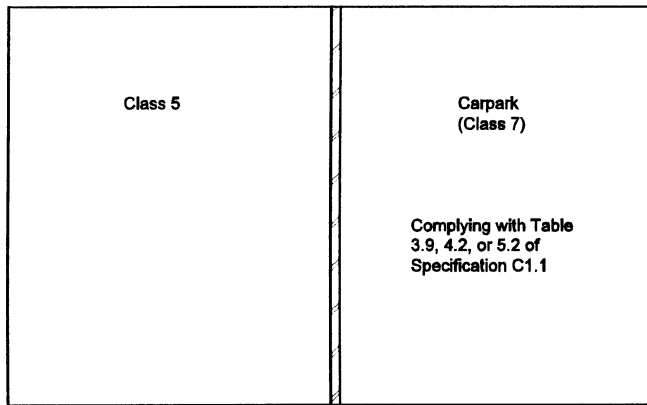 Class 5
Carpark
(Class 7)
Complying with Table
3.9, 4.2, or 5.2 of
Specification C1.1